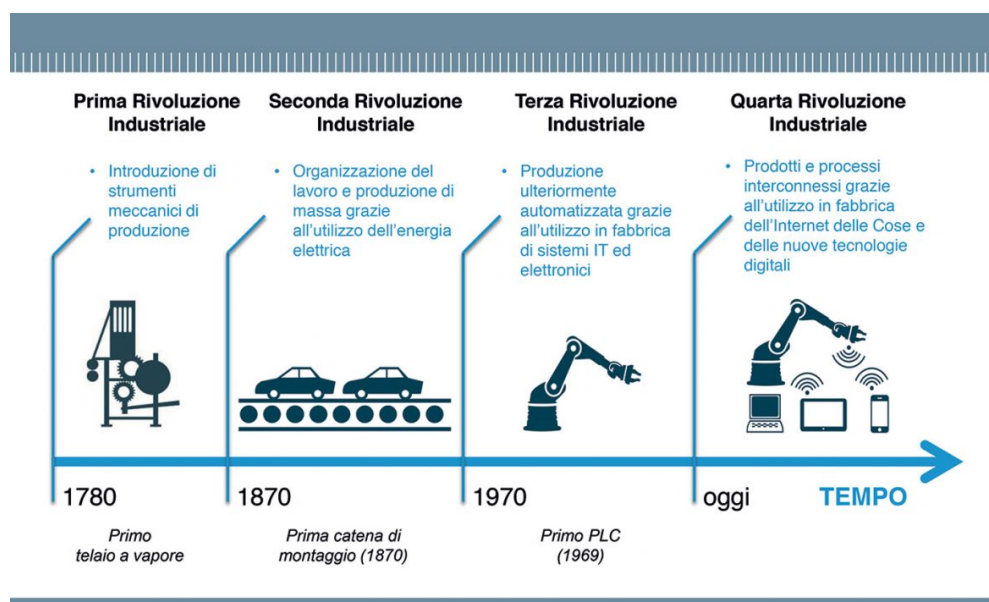 Prima Rivoluzione
Industriale
• Introduzione di
strumenti
meccanici di
produzione
Seconda Rivoluzione
Industriale
• Organizzazione del
lavoro e produzione di
massa grazie
all'utilizzo dell'energia
elettrica
Terza Rivoluzione
Industriale
• Produzione
ulteriormente
automatizzata grazie
all'utilizzo in fabbrica
di sistemi IT ed
elettronici
Quarta Rivoluzione
Industriale
• Prodotti e processi
interconnessi grazie
all'utilizzo in fabbrica
dell'Internet delle Cose e
delle nuove tecnologie
digitali
1780
1870
1970
oggi
TEMPO
Primo
telaio a vapore
Prima catena di
montaggio (1870)
Primo PLC
(1969)